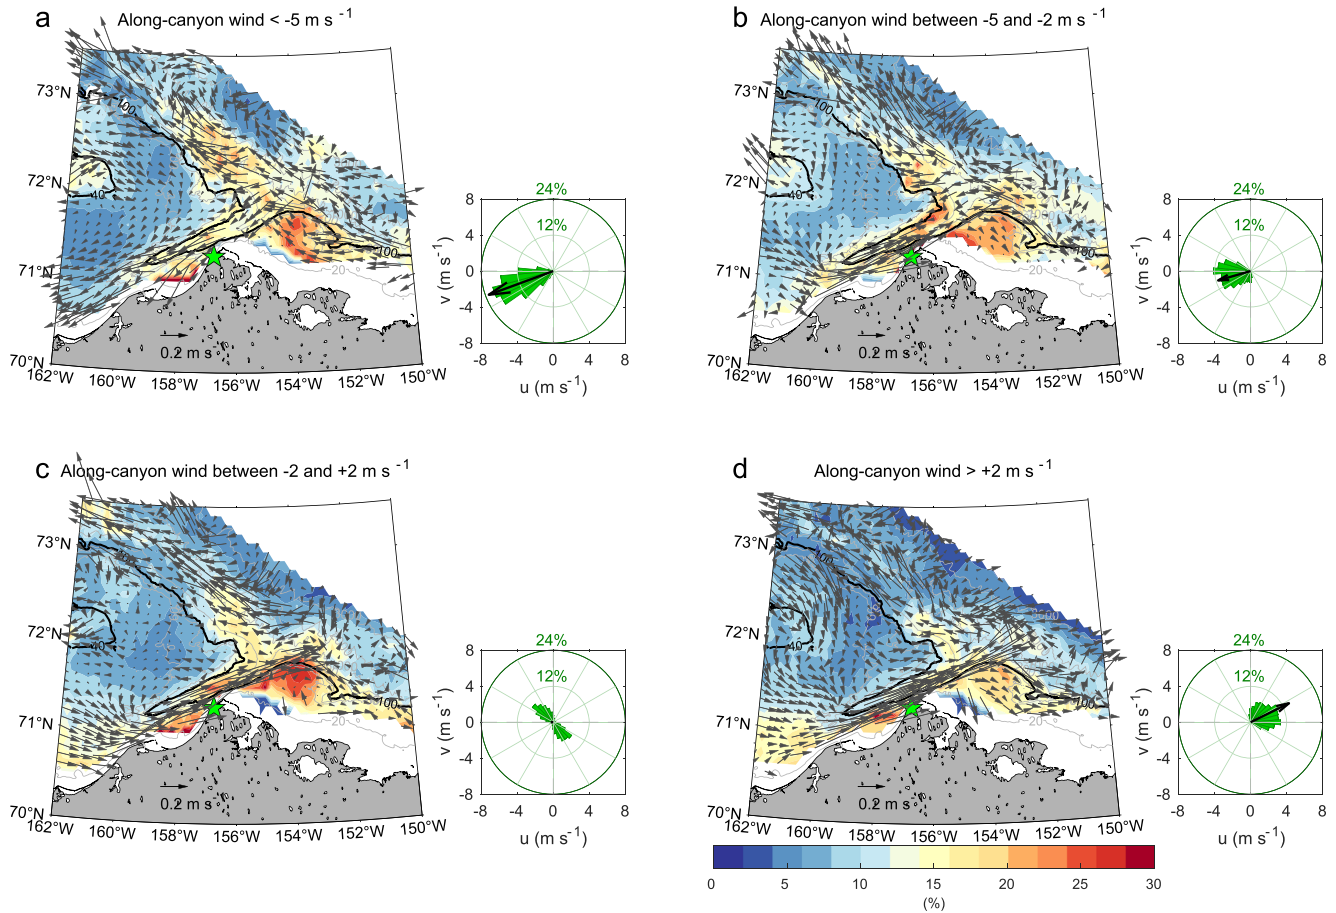 a Along-canyon wind < -5 m s -1
73°N
72°N
71°N
70°N
162°W 160°W 158°W 156°W 154°W 152°W 150°W
100
40
100
20
0.2 m s
24%
12%
8
4
0
-4
-8
-8 -4 0 4 8
v (m s-1)
u (m s-1)
b Along-canyon wind between -5 and -2 m s -1
73°N
72°N
71°N
70°N
162°W 160°W 158°W 156°W 154°W 152°W 150°W
100
40
100
20
0.2 m s
24%
12%
8
4
0
-4
-8
-8 -4 0 4 8
v (m s-1)
u (m s-1)
c Along-canyon wind between -2 and +2 m s -1
73°N
72°N
71°N
70°N
162°W 160°W 158°W 156°W 154°W 152°W 150°W
40
100
20
0.2 m s
24%
12%
8
4
0
-4
-8
-8 -4 0 4 8
v (m s-1)
u (m s-1)
d Along-canyon wind > +2 m s -1
73°N
72°N
71°N
70°N
162°W 160°W 158°W 156°W 154°W 152°W 150°W
100
40
100
20
0.2 m s
24%
12%
8
4
0
-4
-8
-8 -4 0 4 8
v (m s-1)
u (m s-1)
0 5 10 15 20 25 30
(%)